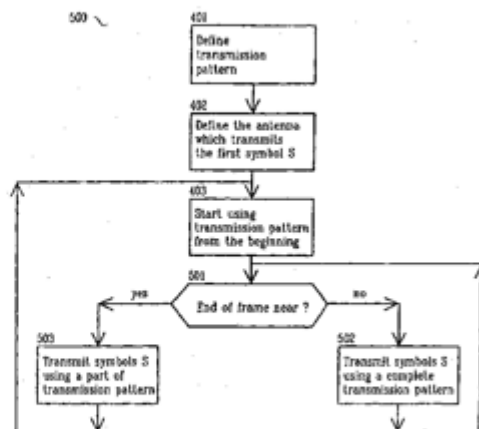 500
401
Define
transmission
pattern
402
Define the antenna
which transmits
the first symbol S
403
Start using
transmission pattern
from the beginning
501
yes
End of frame near ?
no
503
Transmit symbols S
using a part of
transmission pattern
502
Transmit symbols S
using a complete
transmission pattern